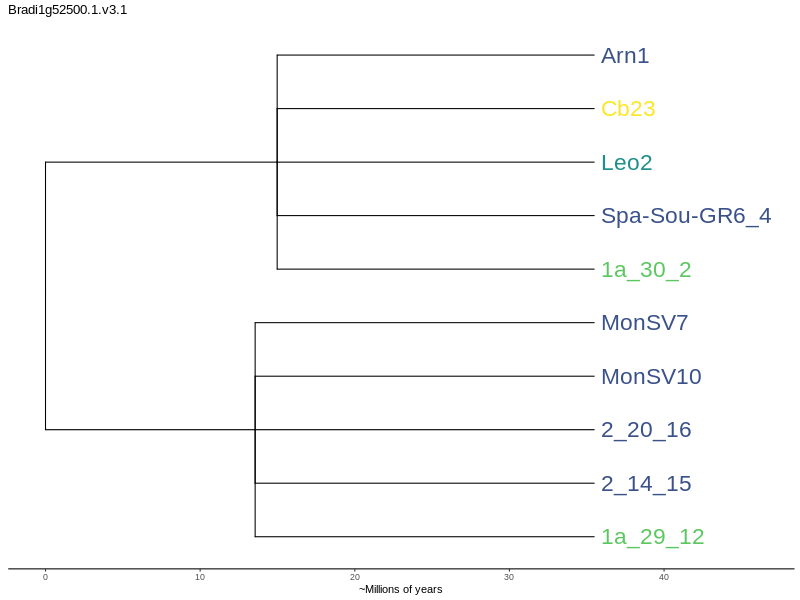 Bradi1g52500.1.v3.1
Arn1
Cb23
Leo2
Spa-Sou-GR6_4
1a_30_2
MonSV7
MonSV10
2_20_16
2_14_15
1a_29_12
0 10 20 30 40
~Millions of years